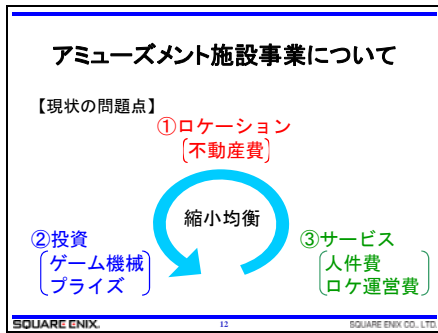 アミューズメント施設事業について
【現状の問題点】
①ロケーション
[不動産費]
縮小均衡
②投資
[ゲーム機械
プライズ]
③サービス
[人件費
ロケ運営費]
SQUARE ENIX.
12
SQUARE ENIX CO., LTD.